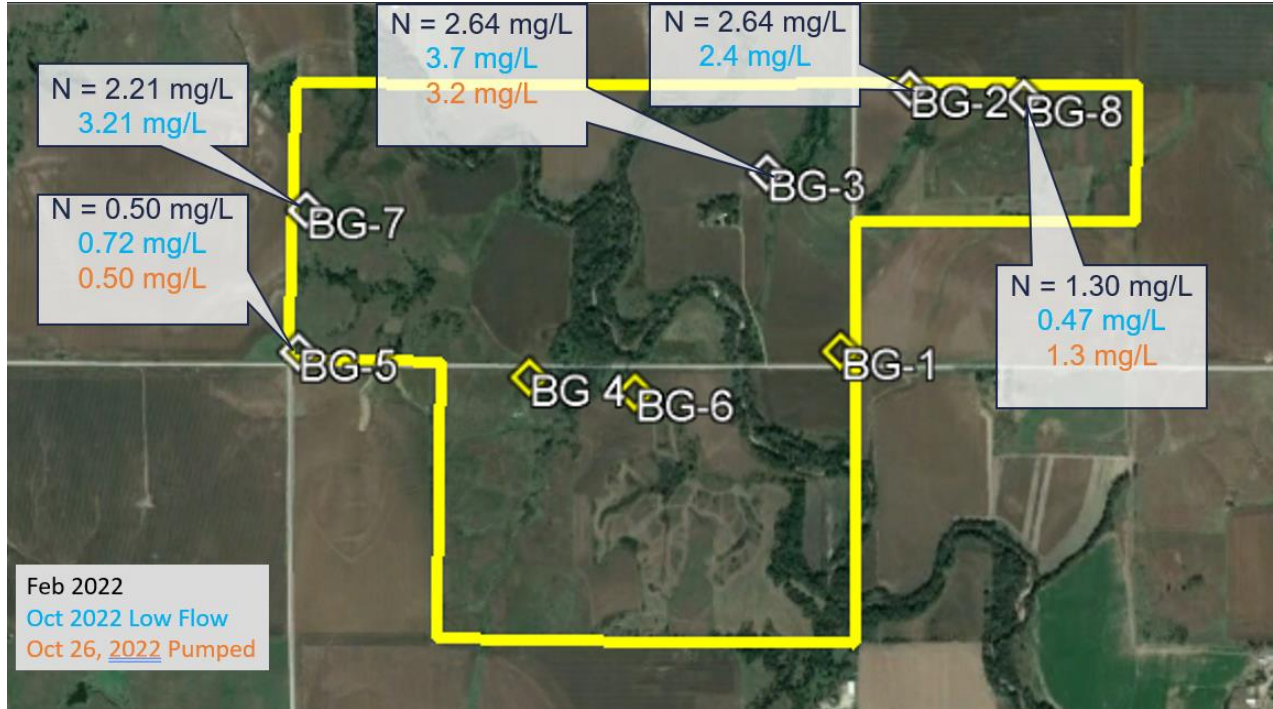 N = 2.64 mg/L
3.7 mg/L
3.2 mg/L
N = 2.64 mg/L
2.4 mg/L
N = 2.21 mg/L
3.21 mg/L
BG-2
BG-8
BG-3
N = 0.50 mg/L
0.72 mg/L
0.50 mg/L
BG-7
N = 1.30 mg/L
0.47 mg/L
1.3 mg/L
BG-5
BG-1
BG 4
BG-6
Feb 2022
Oct 2022 Low Flow
Oct 26, 2022 Pumped